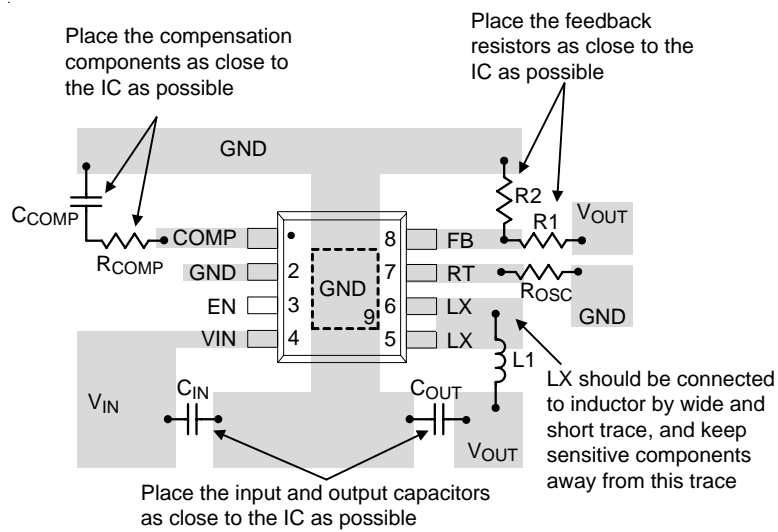 Place the compensation
components as close to
the IC as possible
Place the feedback
resistors as close to the
IC as possible
GND
CCOMP
RCOMP
R2
R1
VOUT
COMP
8
FB
GND
2
7
RT
ROSC
GND
EN
3
6
LX
GND
9
VIN
4
5
LX
L1
VIN
CIN
COUT
VOUT
LX should be connected
to inductor by wide and
short trace, and keep
sensitive components
away from this trace
Place the input and output capacitors
as close to the IC as possible